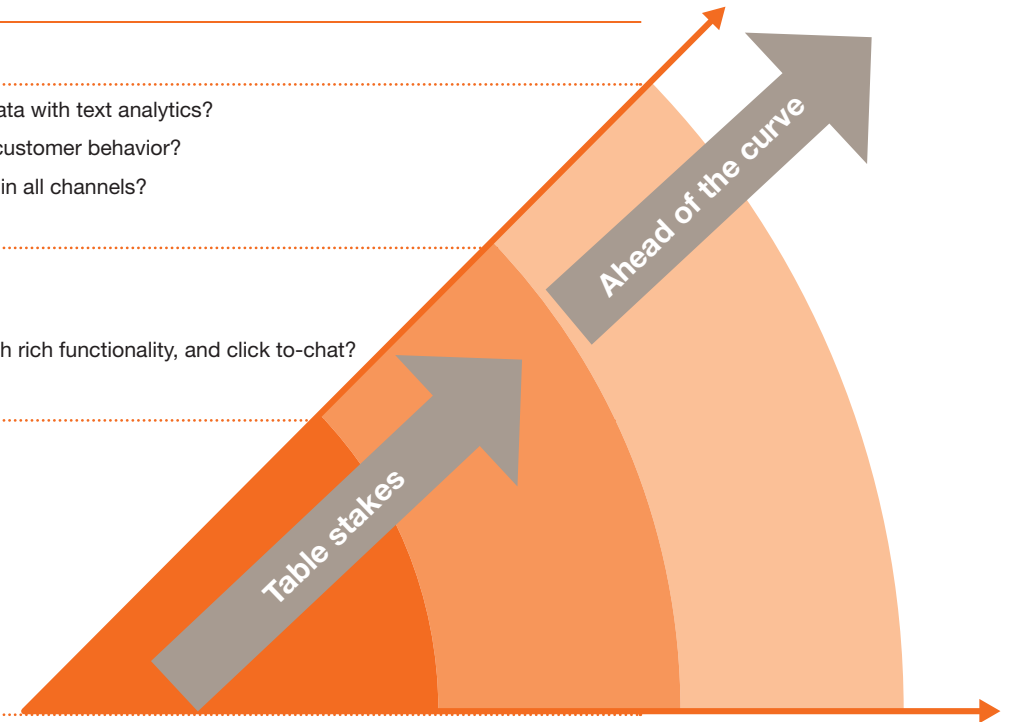 ata with text analytics?
customer behavior?
in all channels?
h rich functionality, and click to-chat?
Ahead of the curve
Table stakes